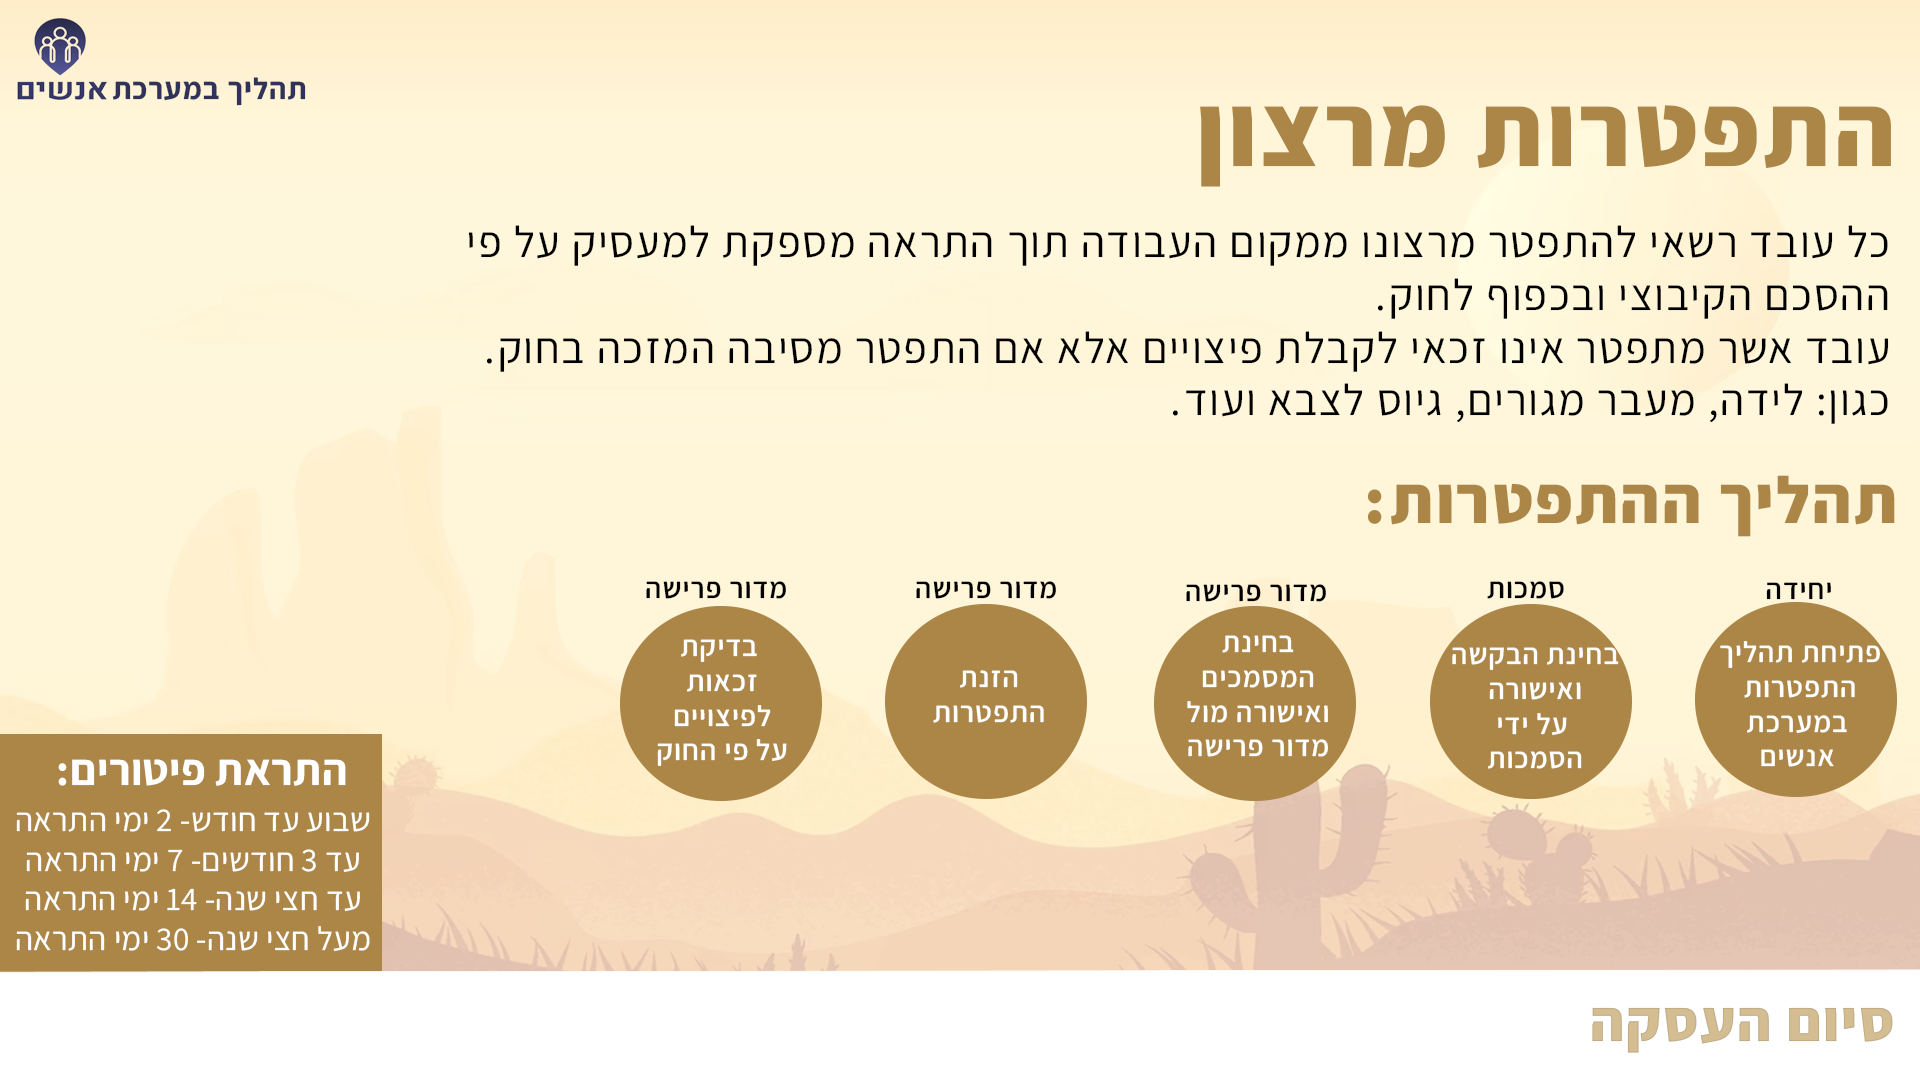 תהליך במערכת אנשים
התפטרות מרצון
כל עובד רשאי להתפטר מרצונו ממקום העבודה תוך התראה מספקת למעסיק על פי
ההסכם הקיבוצי ובכפוף לחוק.
עובד אשר מתפטר אינו זכאי לקבלת פיצויים אלא אם התפטר מסיבה המזכה בחוק.
כגון: לידה, מעבר מגורים, גיוס לצבא ועוד.
תהליך ההתפטרות:
יחידה
פתיחת תהליך
התפטרות
במערכת
אנשים
סמכות
בחינת הבקשה
ואישורה
על ידי
הסמכות
מדור פרישה
בחינת
המסמכים
ואישורה מול
מדור פרישה
מדור פרישה
הזנת
התפטרות
מדור פרישה
בדיקת
זכאות
לפיצויים
על פי החוק
התראת פיטורים:
שבוע עד חודש- 2 ימי התראה
עד 3 חודשים- 7 ימי התראה
עד חצי שנה- 14 ימי התראה
מעל חצי שנה- 30 ימי התראה
סיום העסקה